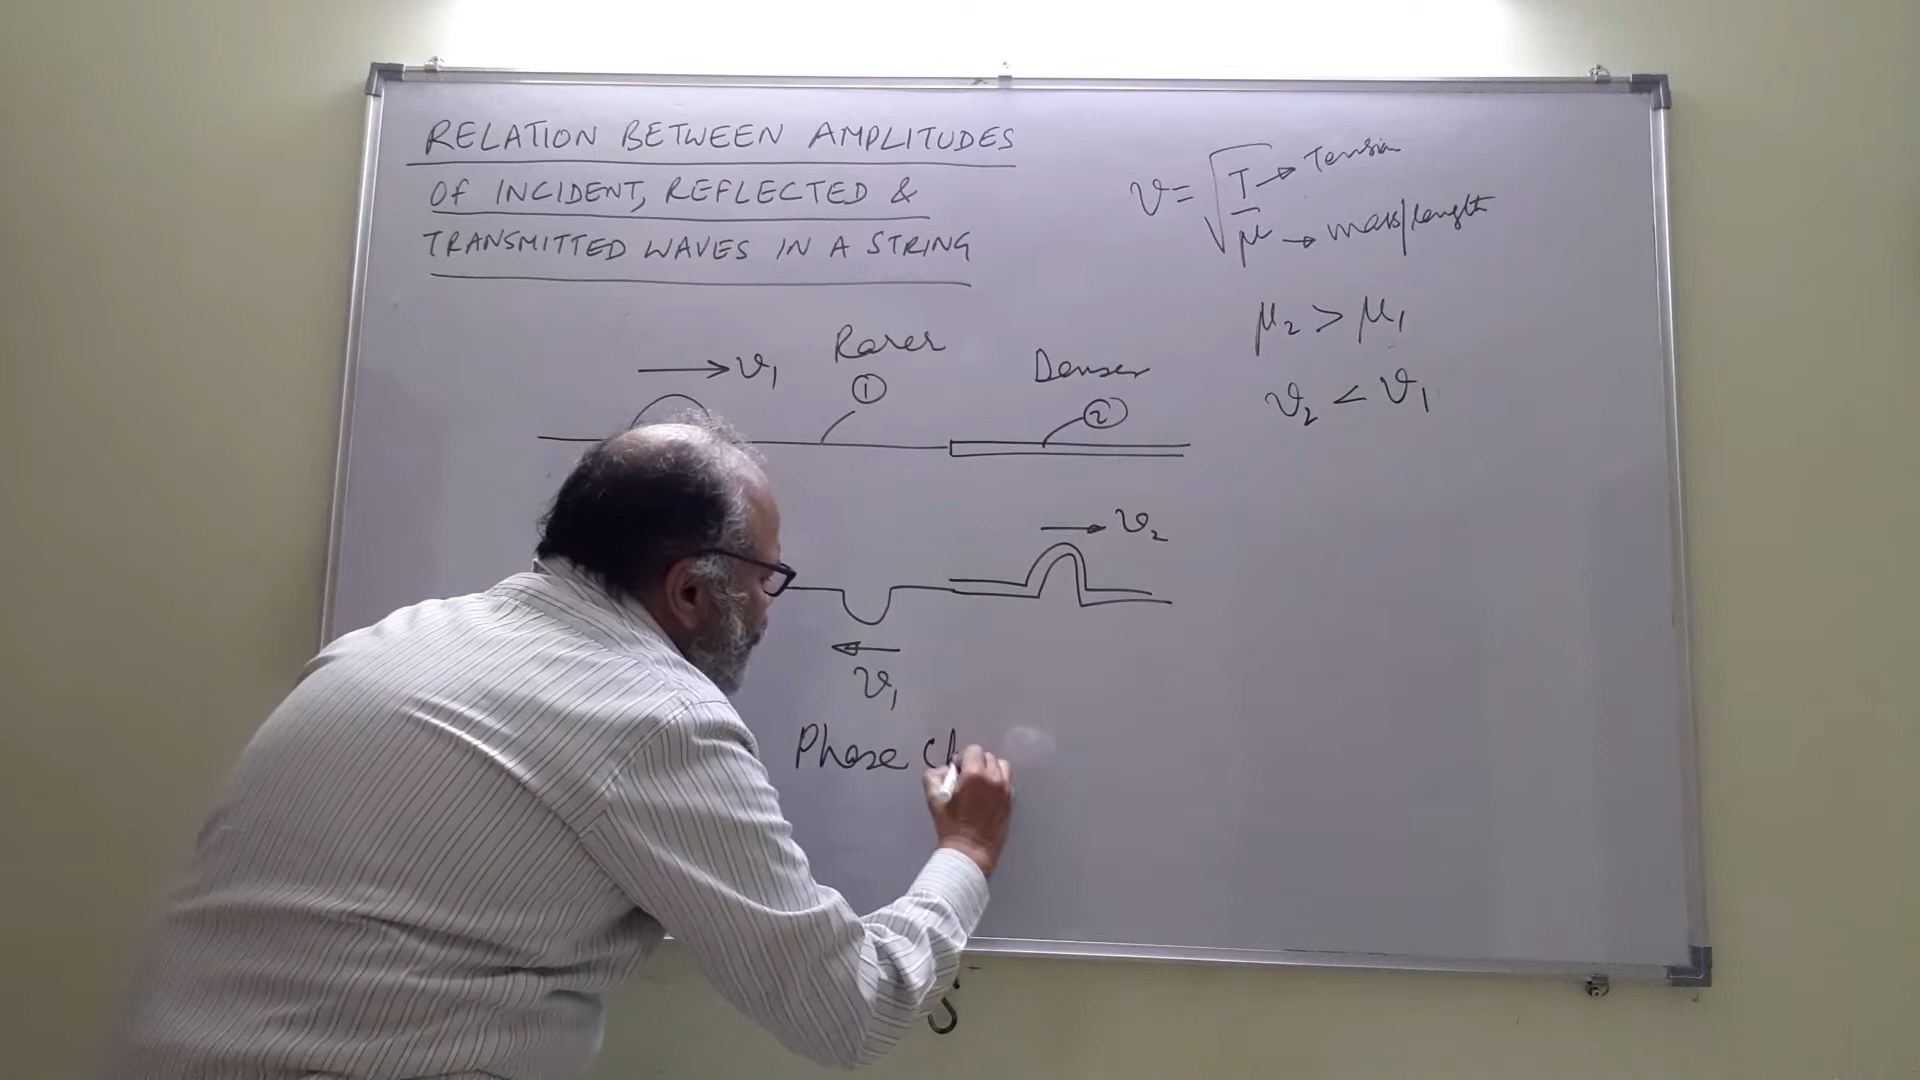 RELATION BETWEEN AMPLITUDES
OF INCIDENT, REFLECTED &
TRANSMITTED WAVES IN A STRING
v = √(T/μ)
T → Tension
μ → mass/length
μ₂ > μ₁
v₂ < v₁
v₁
Rarer
①
Denser
②
v₂
v₁
Phase Ch